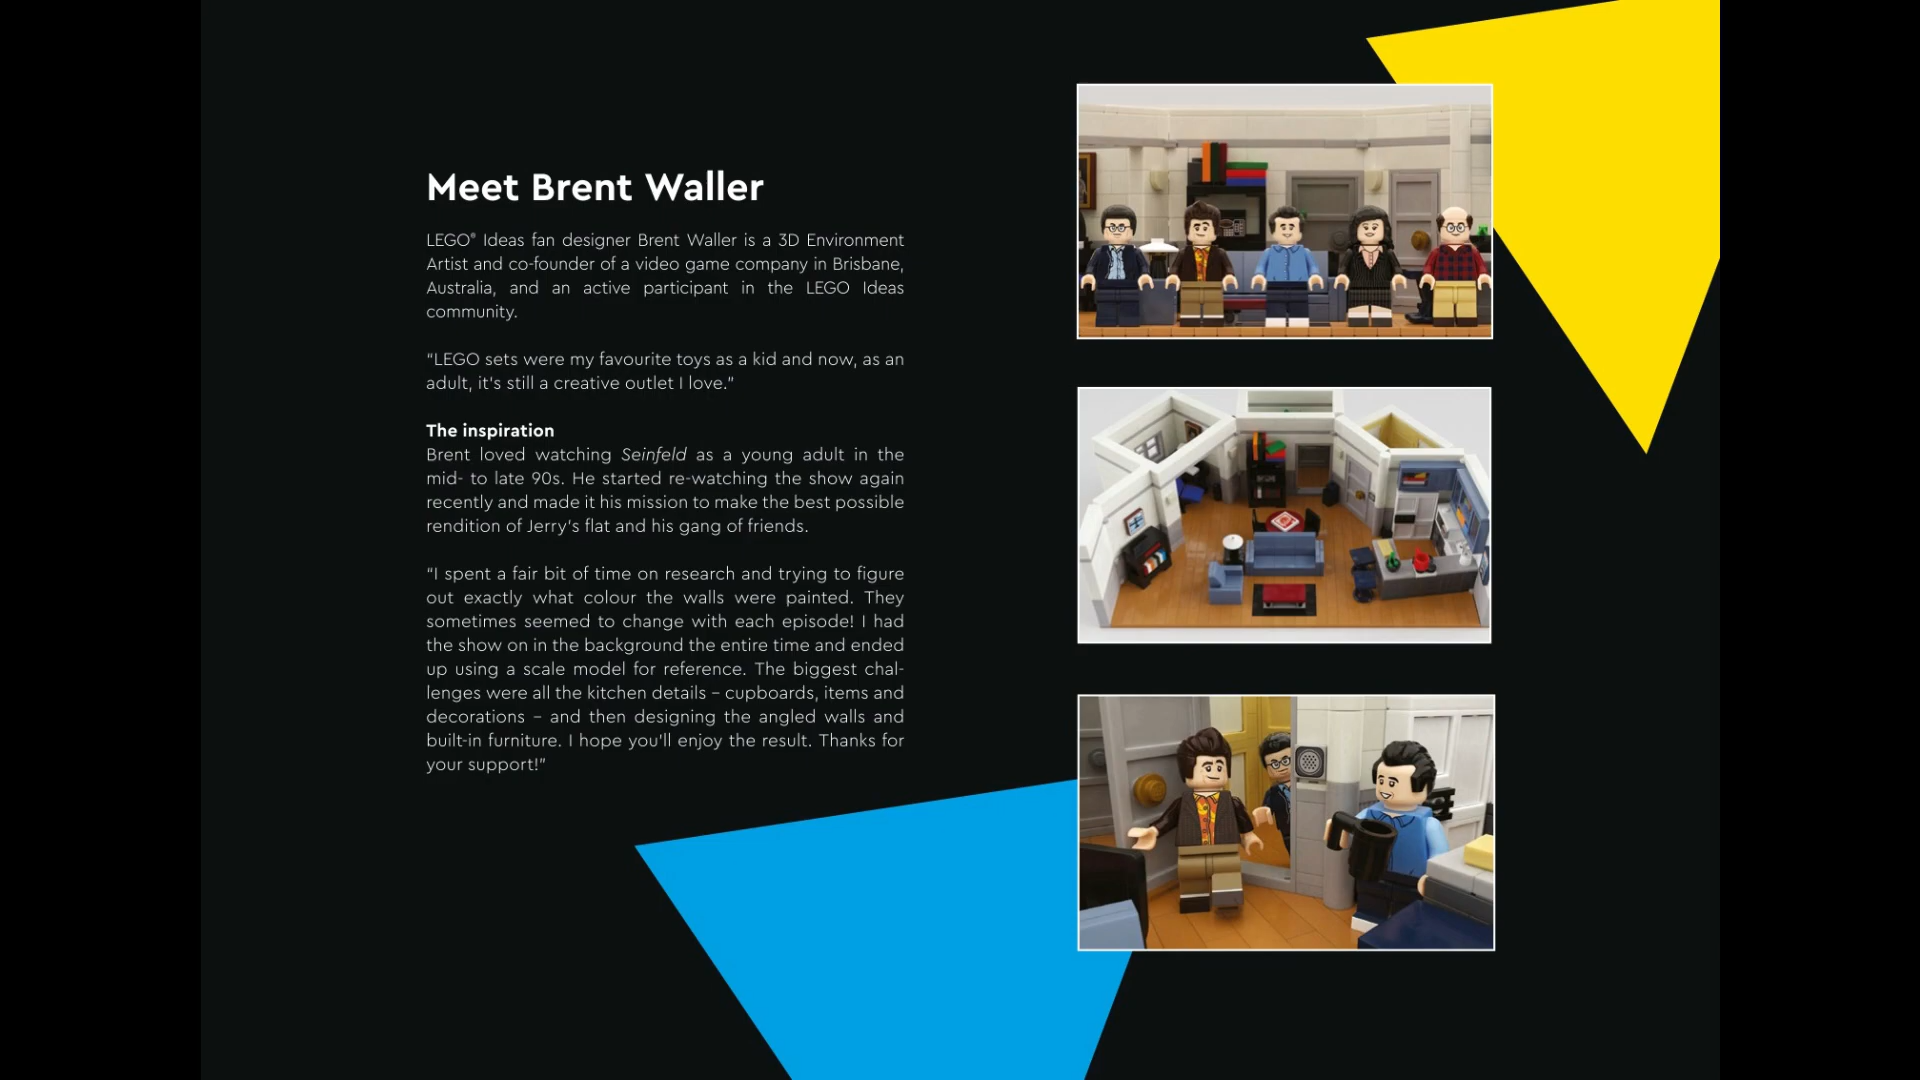 Meet Brent Waller
LEGO® Ideas fan designer Brent Waller is a 3D Environment
Artist and co-founder of a video game company in Brisbane,
Australia, and an active participant in the LEGO Ideas
community.
“LEGO sets were my favourite toys as a kid and now, as an
adult, it’s still a creative outlet I love.”
The inspiration
Brent loved watching Seinfeld as a young adult in the
mid- to late 90s. He started re-watching the show again
recently and made it his mission to make the best possible
rendition of Jerry’s flat and his gang of friends.
“I spent a fair bit of time on research and trying to figure
out exactly what colour the walls were painted. They
sometimes seemed to change with each episode! I had
the show on in the background the entire time and ended
up using a scale model for reference. The biggest chal-
lenges were all the kitchen details – cupboards, items and
decorations – and then designing the angled walls and
built-in furniture. I hope you’ll enjoy the result. Thanks for
your support!”